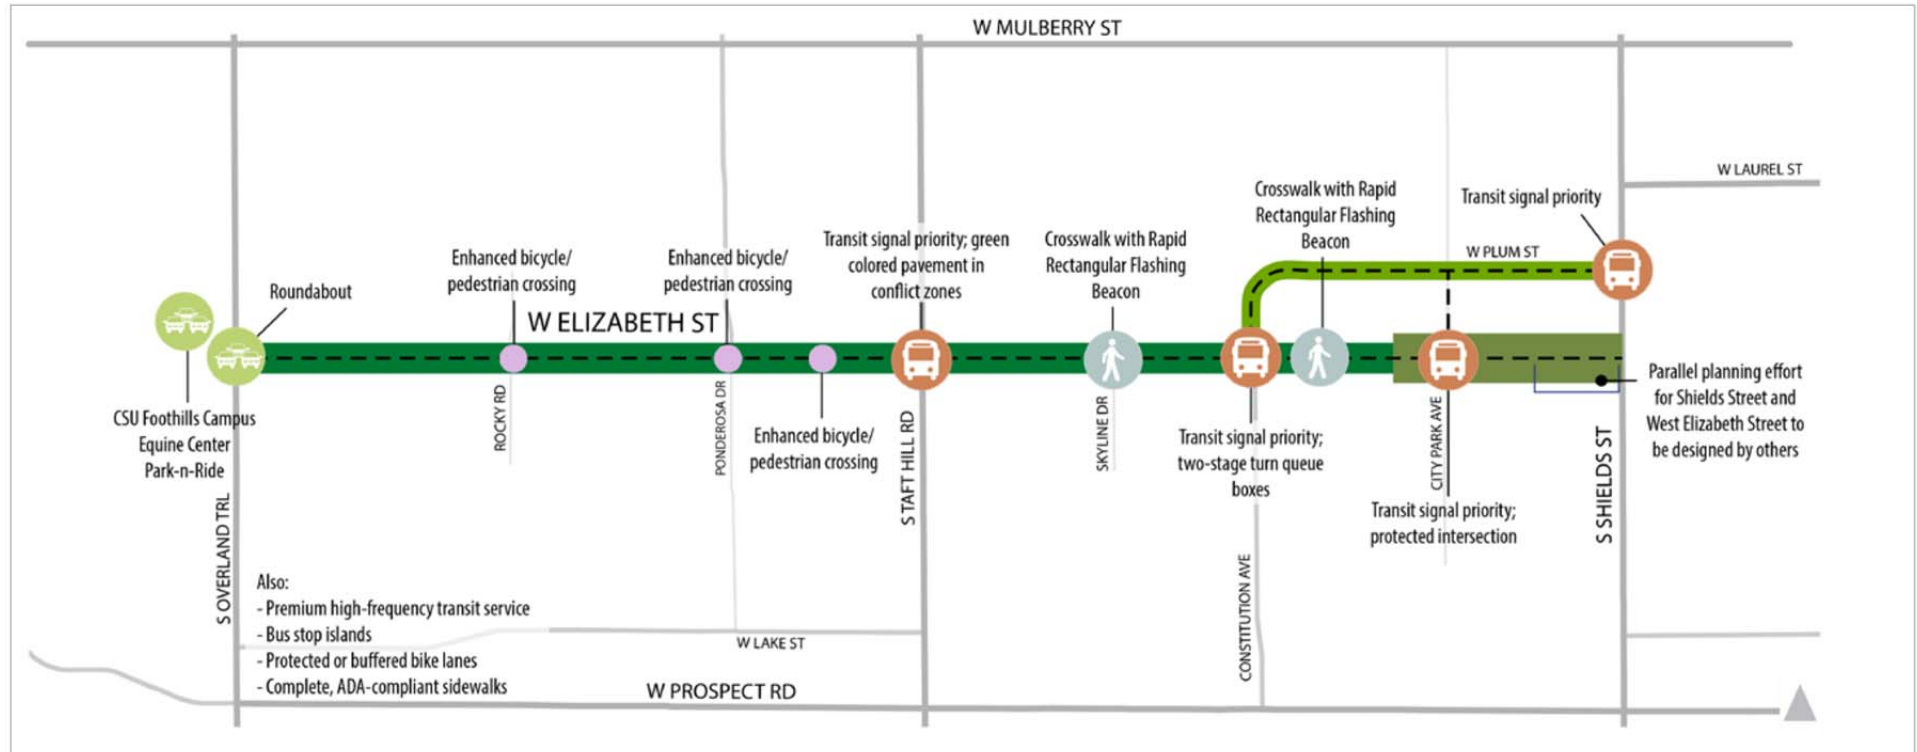 W MULBERRY ST
W LAUREL ST
Crosswalk with Rapid
Rectangular Flashing
Beacon
Transit signal priority
W PLUM ST
Transit signal priority; green
colored pavement in
conflict zones
Crosswalk with Rapid
Rectangular Flashing
Beacon
Enhanced bicycle/
pedestrian crossing
Enhanced bicycle/
pedestrian crossing
Roundabout
W ELIZABETH ST
CSU Foothills Campus
Equine Center
Park-n-Ride
ROCKY RD
PONDEROSA DR
Enhanced bicycle/
pedestrian crossing
S TAFT HILL RD
SKYLINE DR
Transit signal priority;
two-stage turn queue
boxes
CITY PARK AVE
Transit signal priority;
protected intersection
Parallel planning effort
for Shields Street and
West Elizabeth Street to
be designed by others
S SHIELDS ST
S OVERLAND TRL
CONSTITUTION AVE
Also:
- Premium high-frequency transit service
- Bus stop islands
- Protected or buffered bike lanes
- Complete, ADA-compliant sidewalks
W LAKE ST
W PROSPECT RD